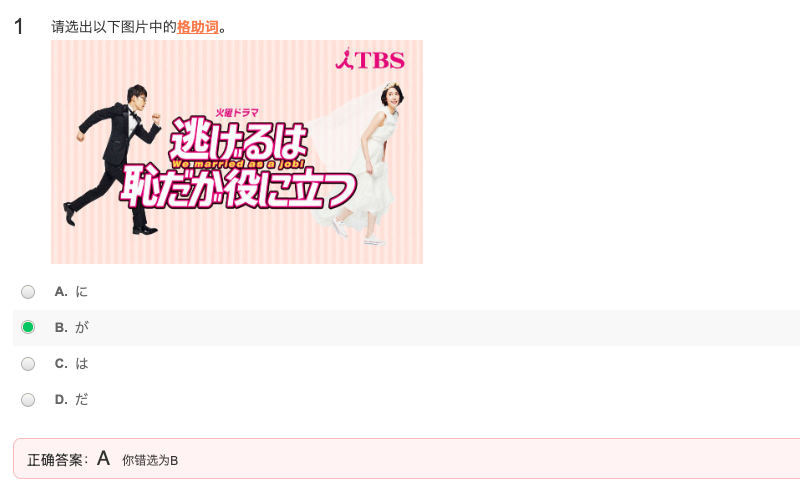 1 请选出以下图片中的格助词。
TBS
火曜ドラマ
逃げるは
We married as a job!
恥だが役に立つ
A. に
B. が
C. は
D. だ
正确答案：A 你错选为B